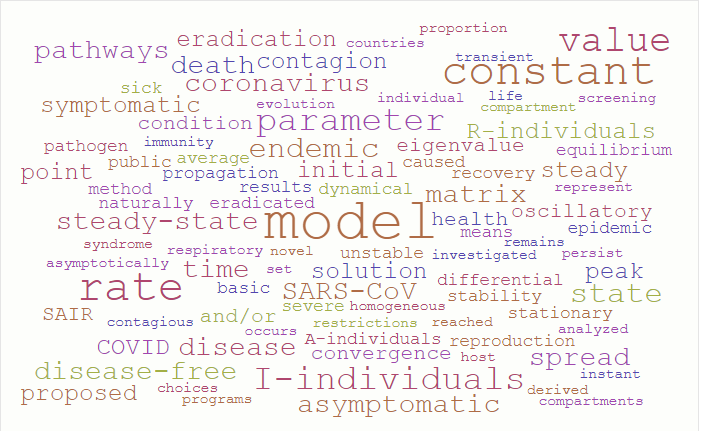 proportion
pathways eradication countries value
death contagion transient constant
coronavirus
sick individual life screening
symptomatic evolution compartment
condition parameter R-individuals
pathogen immunity endemic eigenvalue equilibrium
point public average initial caused recovery steady
propagation
method results dynamical matrix represent
naturally eradicated
steady-state model health oscillatory
means epidemic
syndrome respiratory novel unstable investigated remains persist
asymptotically time set solution peak
rate basic SARS-CoV differential state
severe homogeneous stability
SAIR contagious and/or restrictions reached stationary
occurs A-individuals reproduction analyzed
COVID disease convergence host spread
disease-free I-individuals instant
proposed choices programs asymptomatic derived
compartments